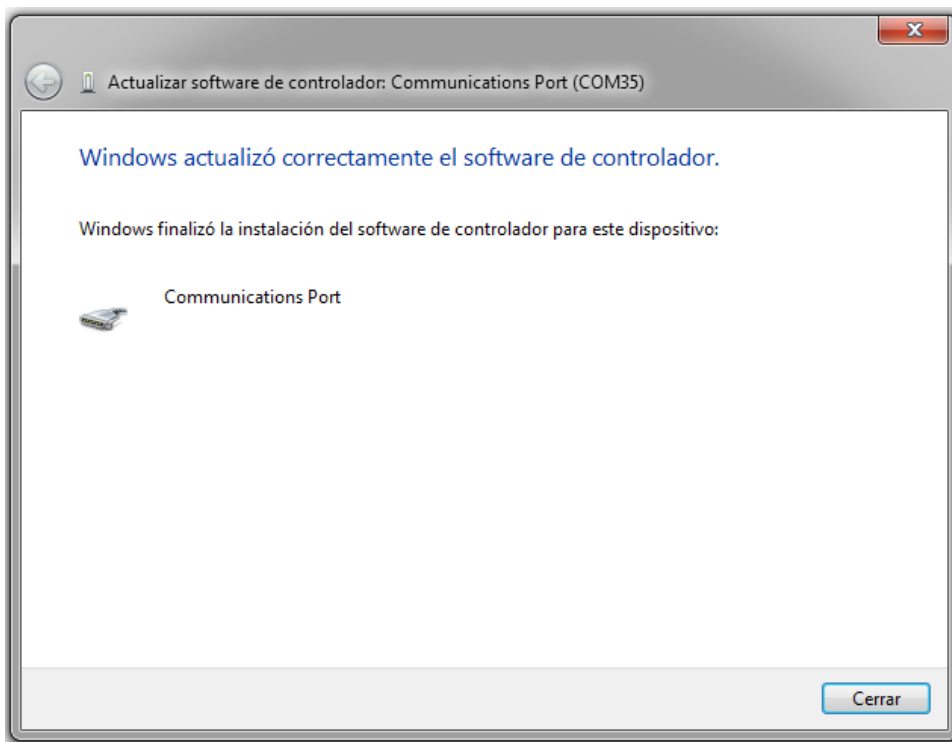 Actualizar software de controlador: Communications Port (COM35)
Windows actualizó correctamente el software de controlador.
Windows finalizó la instalación del software de controlador para este dispositivo:
Communications Port
Cerrar